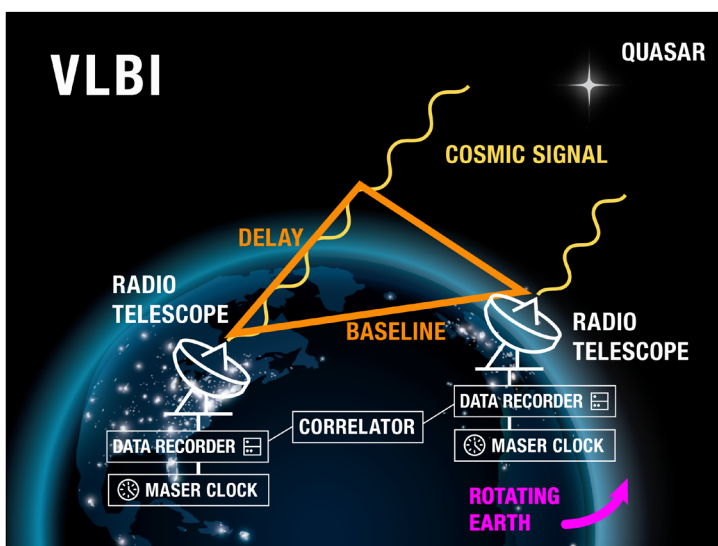 VLBI
QUASAR
COSMIC SIGNAL
DELAY
RADIO
TELESCOPE
BASELINE
RADIO
TELESCOPE
DATA RECORDER
CORRELATOR
DATA RECORDER
MASER CLOCK
MASER CLOCK
ROTATING
EARTH